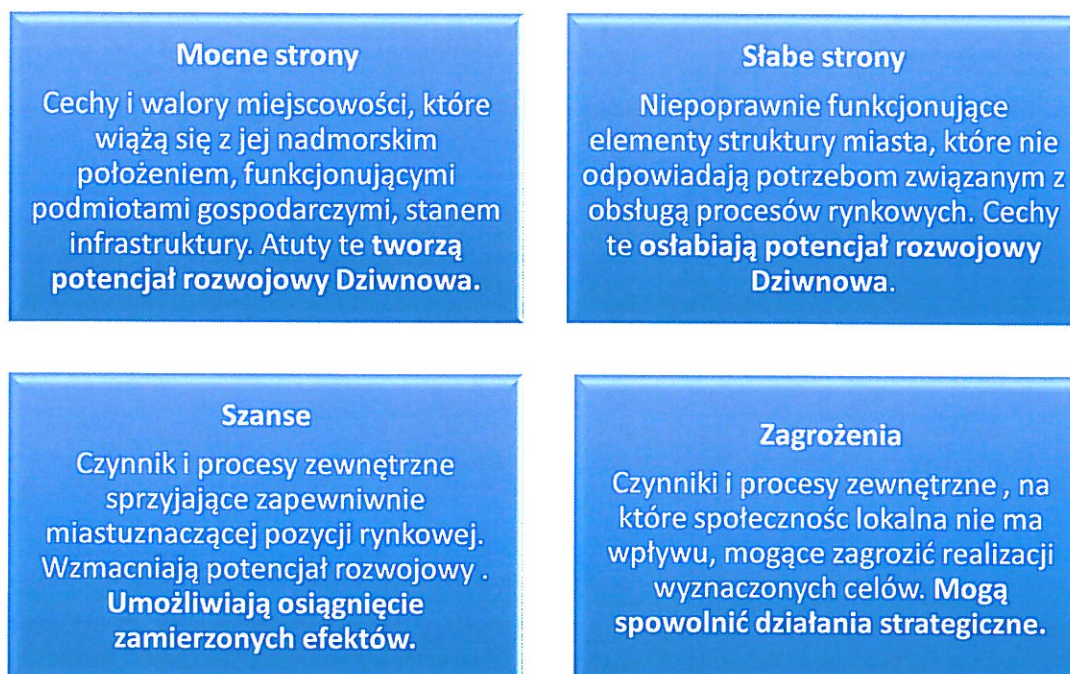 Mocne strony
Cechy i walory miejscowości, które
wiążą się z jej nadmorskim
położeniem, funkcjonującymi
podmiotami gospodarczymi, stanem
infrastruktury. Atuty te tworzą
potencjał rozwojowy Dziwnowa.
Słabe strony
Niepoprawnie funkcjonujące
elementy struktury miasta, które nie
odpowiadają potrzebom związanym z
obsługą procesów rynkowych. Cechy
te osłabiają potencjał rozwojowy
Dziwnowa.
Szanse
Czynnik i procesy zewnętrzne
sprzyjające zapewniwnie
miastuznaczącej pozycji rynkowej.
Wzmacniają potencjał rozwojowy .
Umożliwiają osiągnięcie
zamierzonych efektów.
Zagrożenia
Czynniki i procesy zewnętrzne , na
które społecznośc lokalna nie ma
wpływu, mogące zagrozić realizacji
wyznaczonych celów. Mogą
spowolnić działania strategiczne.